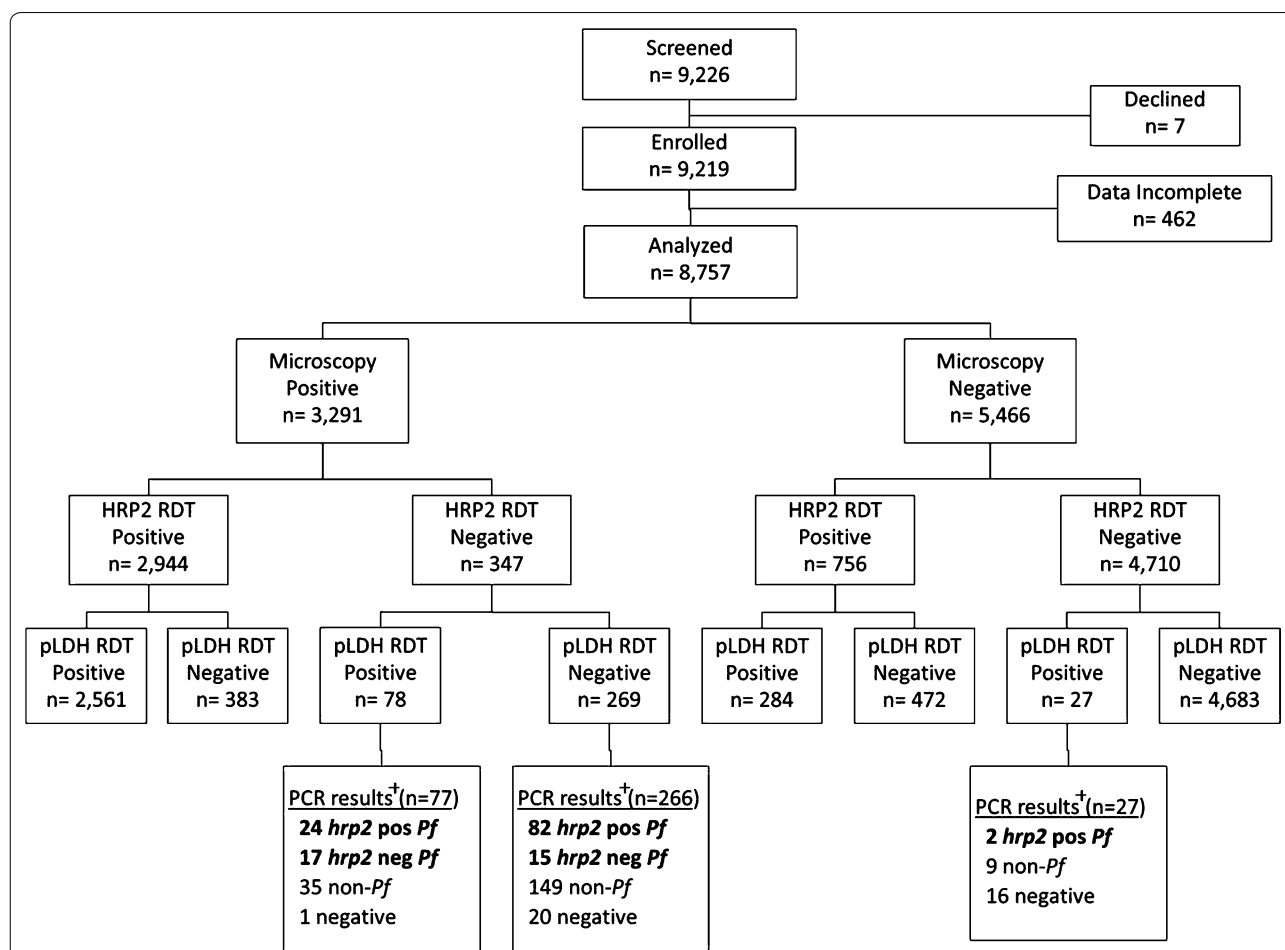 Screened
n= 9,226
Declined
n= 7
Enrolled
n= 9,219
Data Incomplete
n= 462
Analyzed
n= 8,757
Microscopy
Positive
n= 3,291
Microscopy
Negative
n= 5,466
HRP2 RDT
Positive
n= 2,944
HRP2 RDT
Negative
n= 347
HRP2 RDT
Positive
n= 756
HRP2 RDT
Negative
n= 4,710
pLDH RDT
Positive
n= 2,561
pLDH RDT
Negative
n= 383
pLDH RDT
Positive
n= 78
pLDH RDT
Negative
n= 269
pLDH RDT
Positive
n= 284
pLDH RDT
Negative
n= 472
pLDH RDT
Positive
n= 27
pLDH RDT
Negative
n= 4,683
PCR results⁺(n=77)
24 hrp2 pos Pf
17 hrp2 neg Pf
35 non-Pf
1 negative
PCR results⁺(n=266)
82 hrp2 pos Pf
15 hrp2 neg Pf
149 non-Pf
20 negative
PCR results⁺(n=27)
2 hrp2 pos Pf
9 non-Pf
16 negative